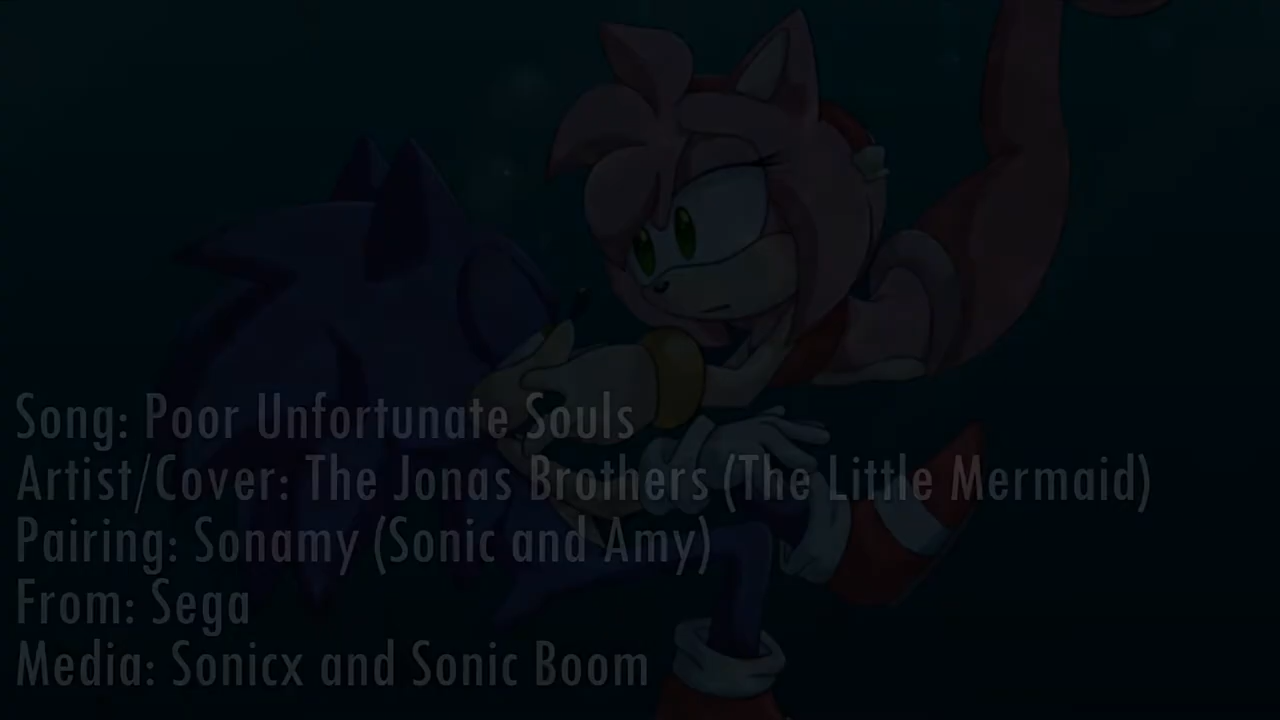 Song: Poor Unfortunate Souls
Artist/Cover: The Jonas Brothers (The Little Mermaid)
Pairing: Sonamy (Sonic and Amy)
From: Sega
Media: Sonicx and Sonic Boom